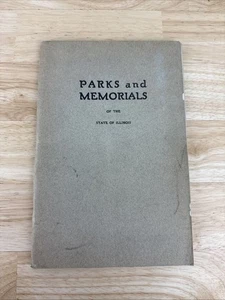 PARKS and
MEMORIALS
OF THE
STATE OF ILLINOIS